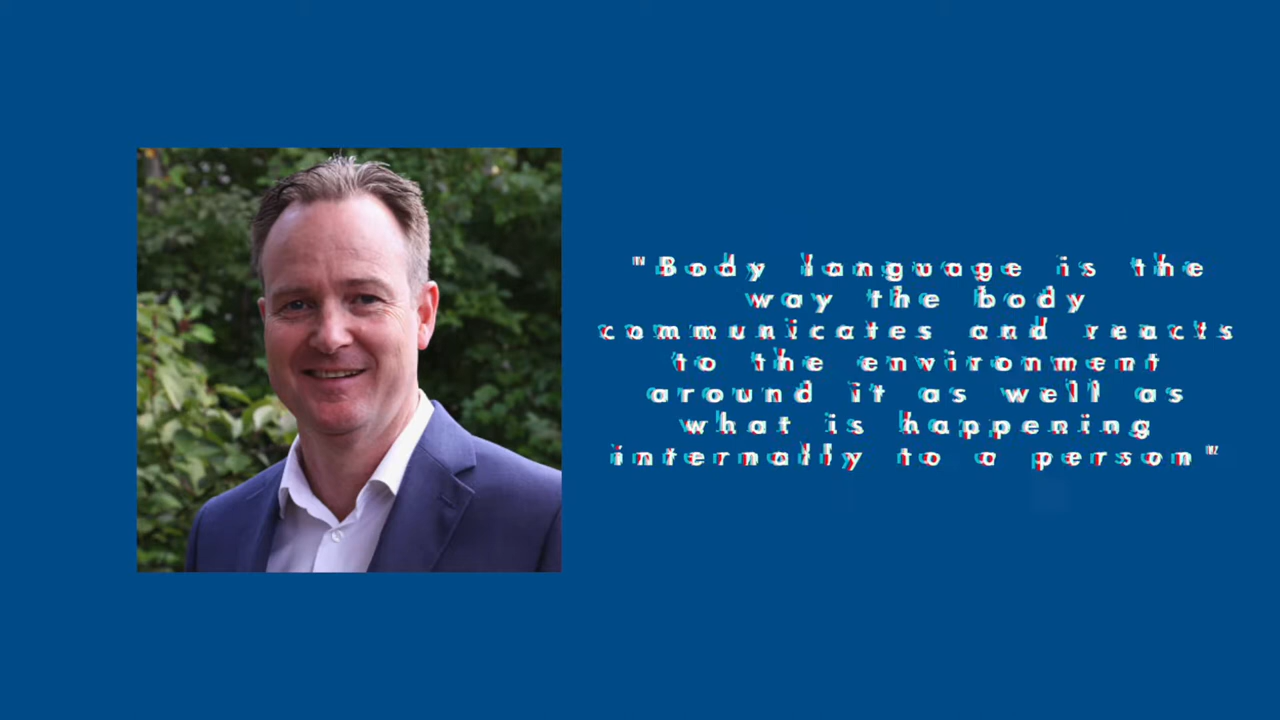 "Body language is the
way the body
communicates and reacts
to the environment
around it as well as
what is happening
internally to a person"